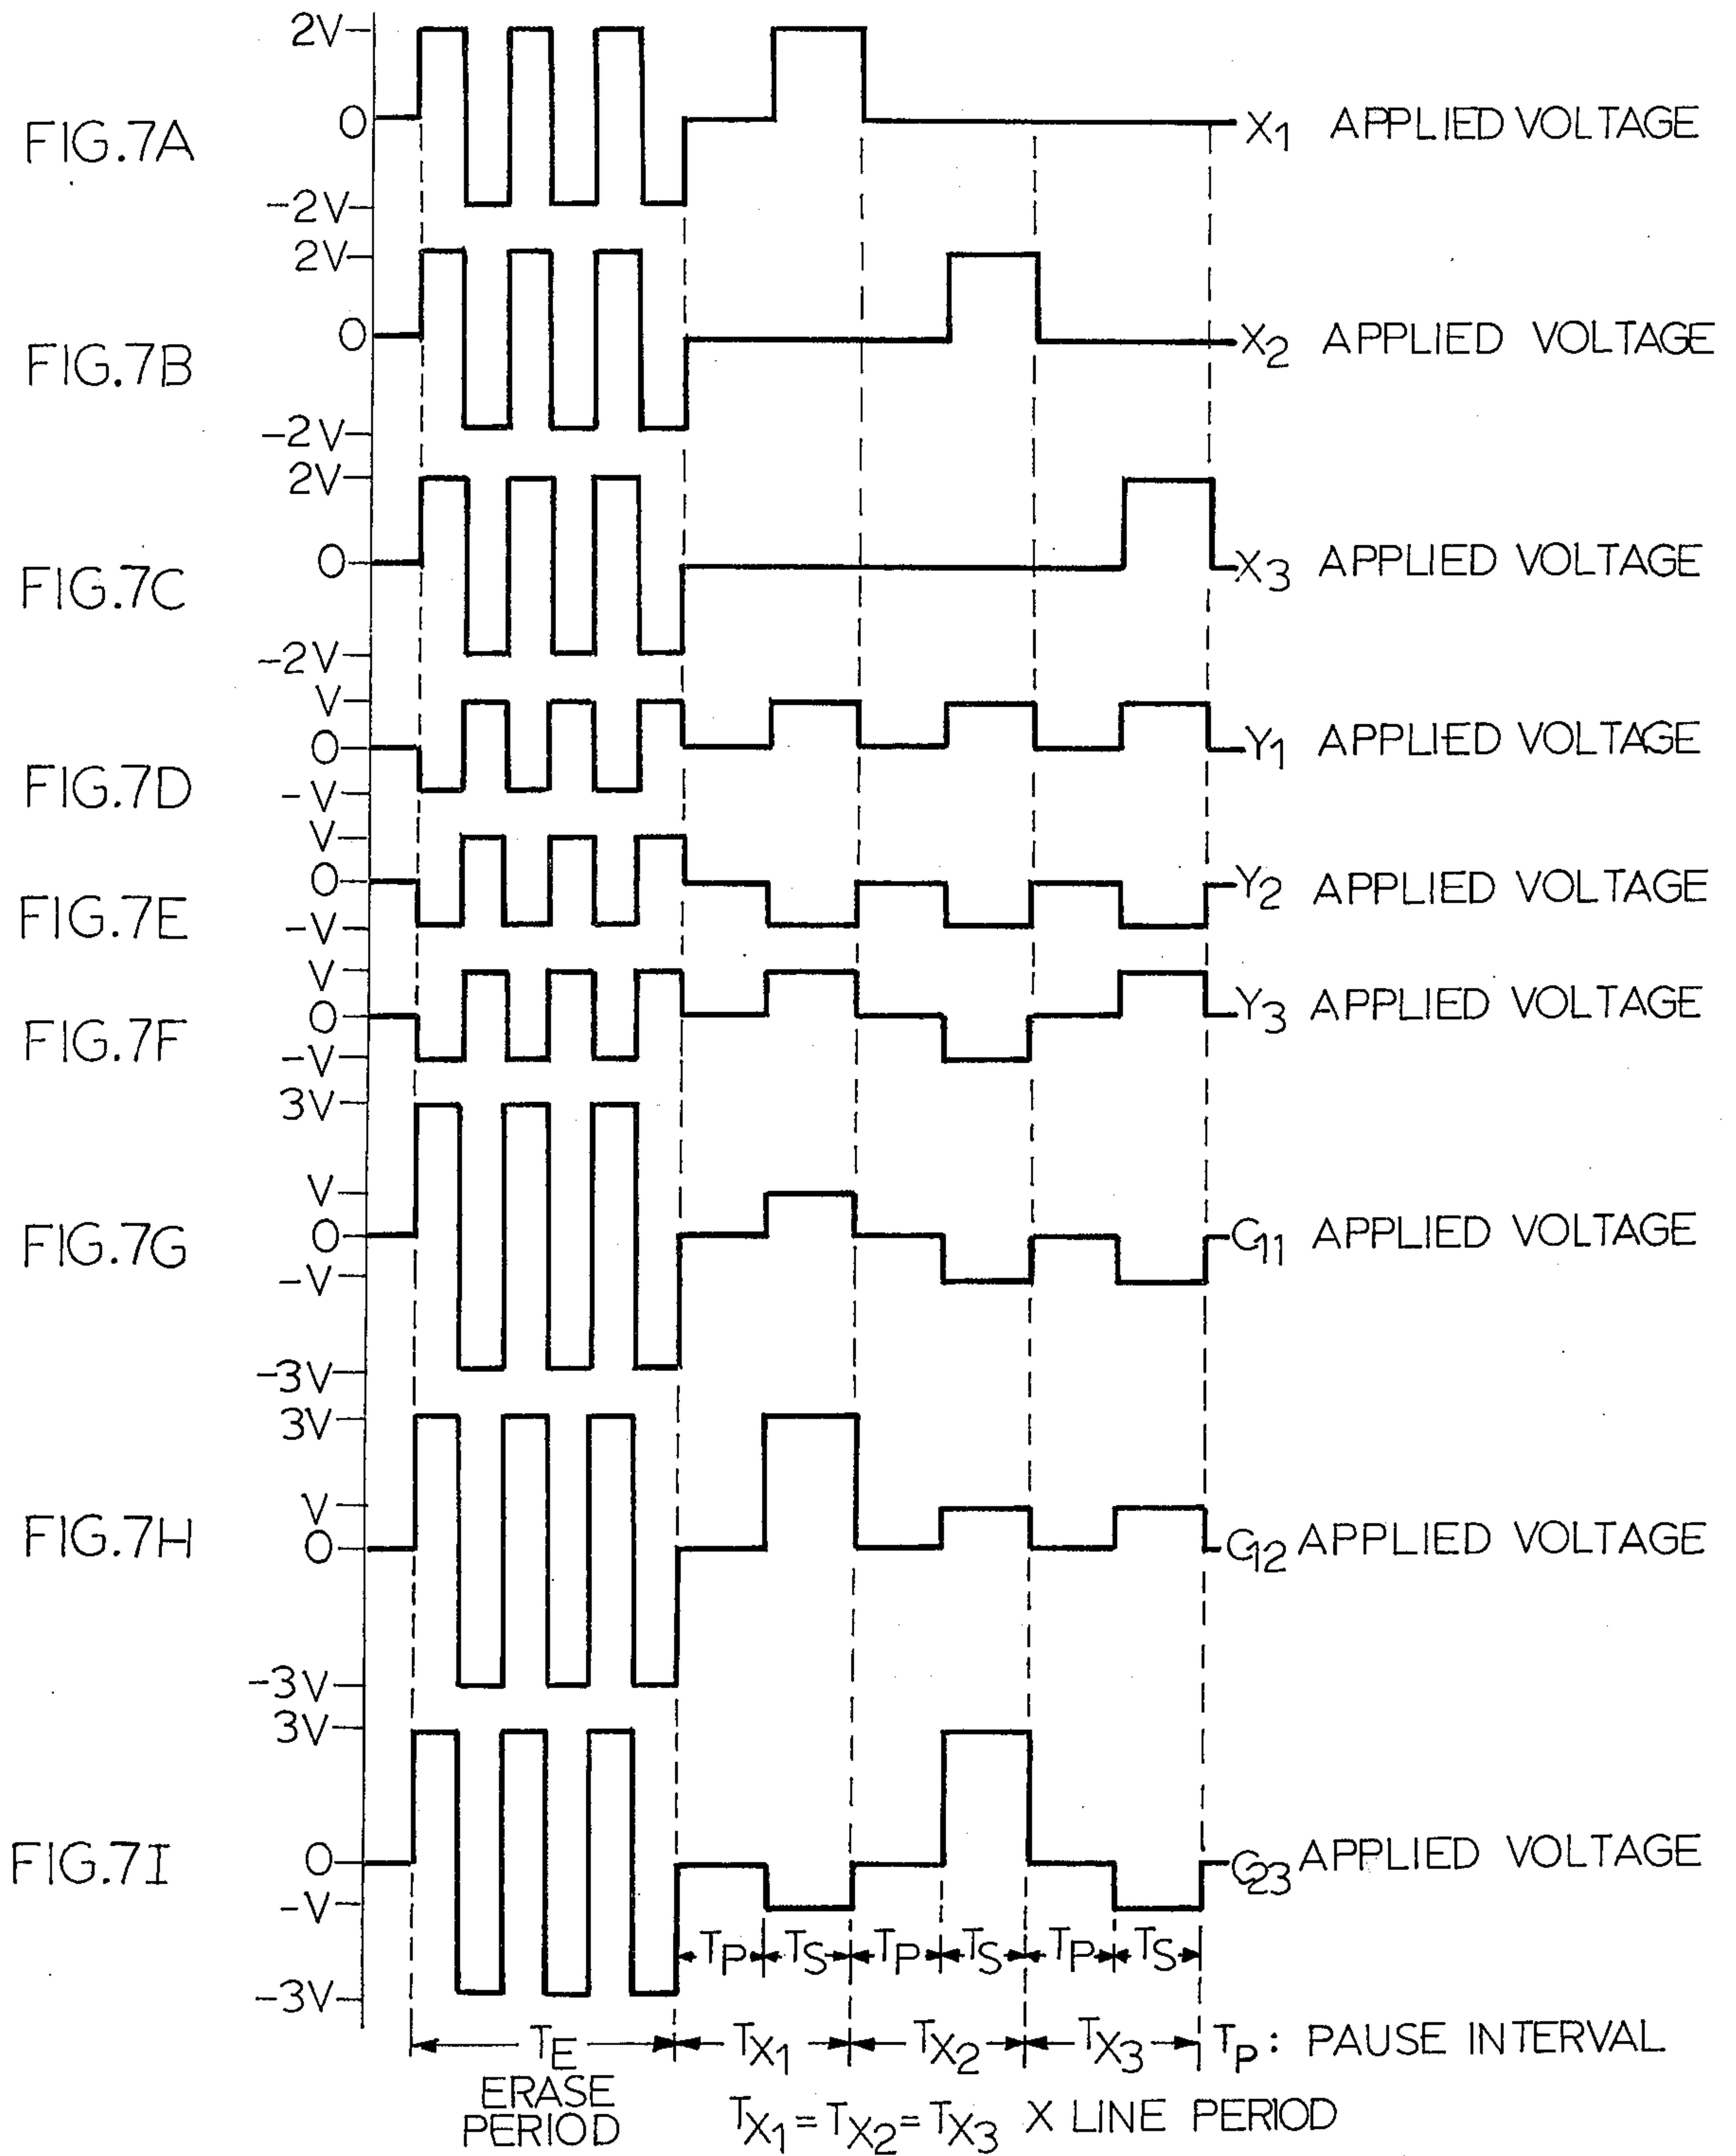 2V
0
-2V
FIG.7A
X1 APPLIED VOLTAGE
2V
0
-2V
FIG.7B
X2 APPLIED VOLTAGE
2V
0
-2V
FIG.7C
X3 APPLIED VOLTAGE
V
0
-V
FIG.7D
Y1 APPLIED VOLTAGE
V
0
-V
FIG.7E
Y2 APPLIED VOLTAGE
V
0
-V
FIG.7F
Y3 APPLIED VOLTAGE
3V
V
0
-V
-3V
FIG.7G
C11 APPLIED VOLTAGE
3V
V
0
-3V
FIG.7H
C12 APPLIED VOLTAGE
3V
0
-V
-3V
FIG.7I
C23 APPLIED VOLTAGE
TP TS TP TS TP TS
TE TX1 TX2 TX3 TP: PAUSE INTERVAL
ERASE
PERIOD
TX1=TX2=TX3 X LINE PERIOD